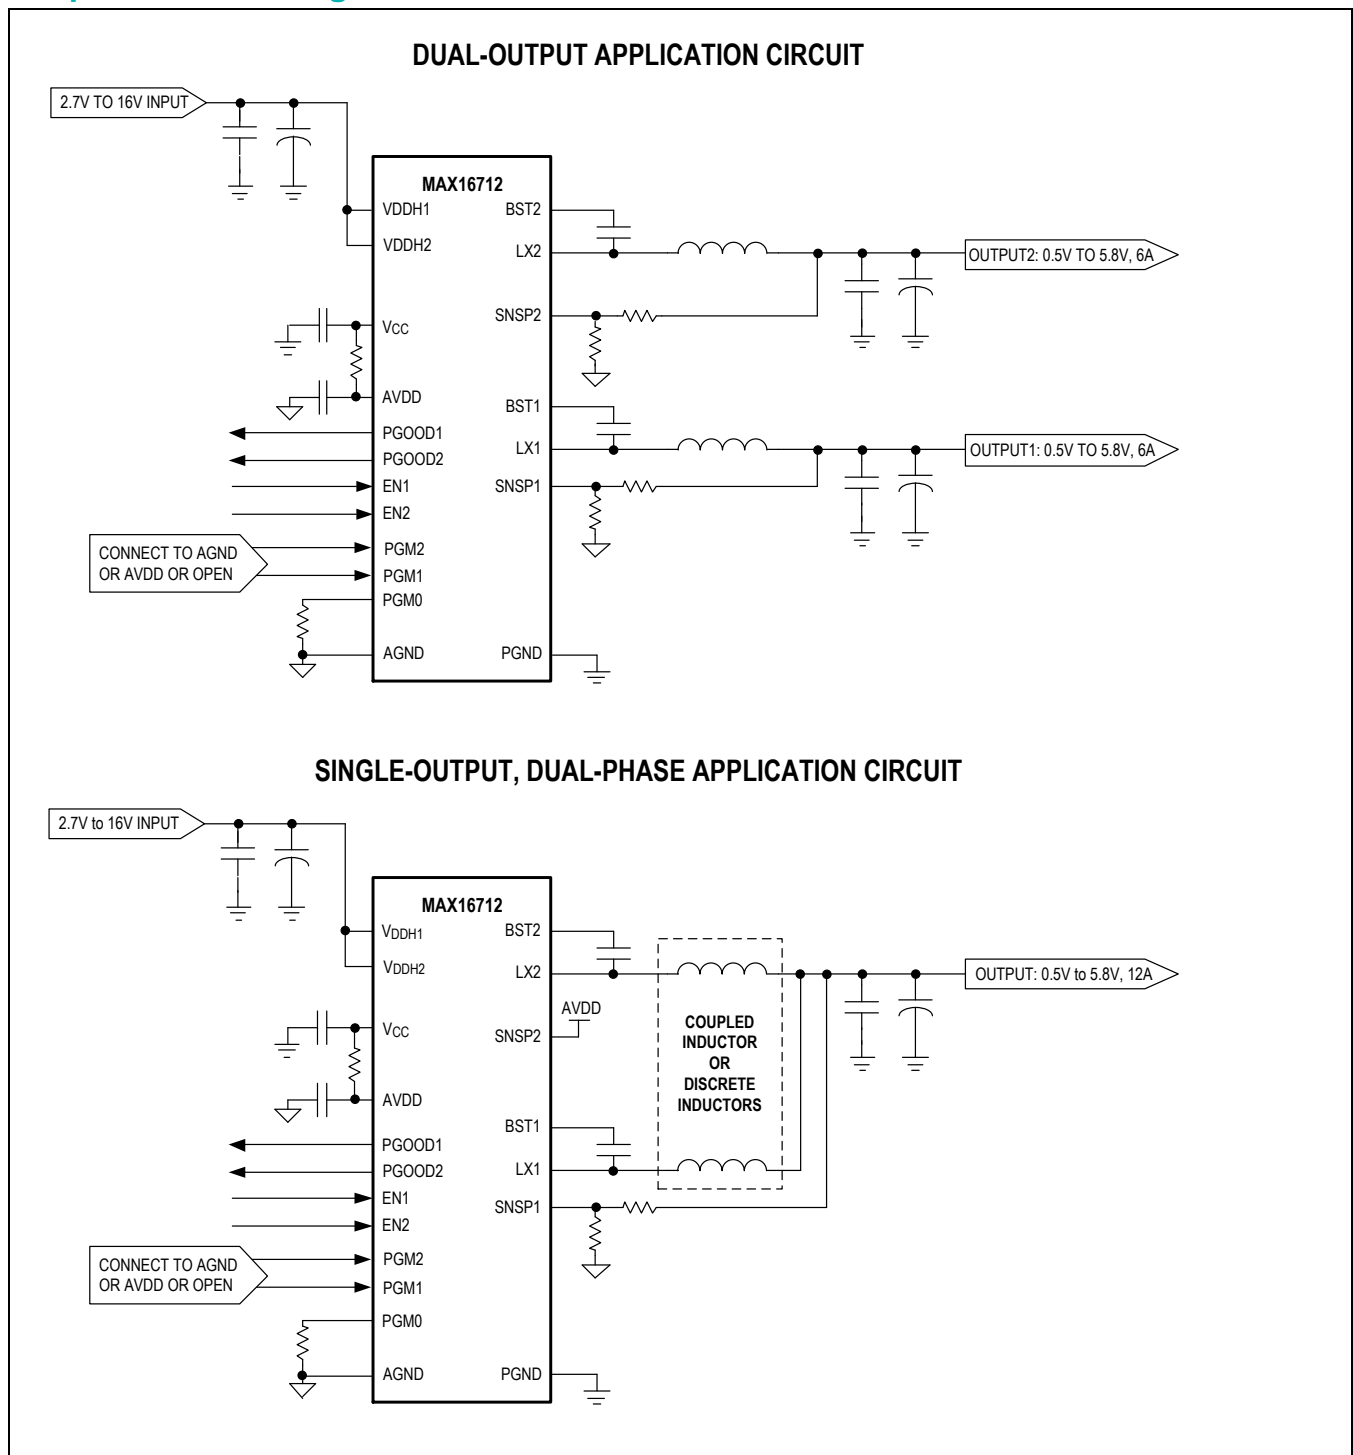 DUAL-OUTPUT APPLICATION CIRCUIT
2.7V TO 16V INPUT
MAX16712
VDDH1
BST2
VDDH2
LX2
OUTPUT2: 0.5V TO 5.8V, 6A
SNSP2
VCC
AVDD
BST1
PGOOD1
LX1
OUTPUT1: 0.5V TO 5.8V, 6A
PGOOD2
EN1
SNSP1
EN2
CONNECT TO AGND
OR AVDD OR OPEN
PGM2
PGM1
PGM0
AGND
PGND
SINGLE-OUTPUT, DUAL-PHASE APPLICATION CIRCUIT
2.7V to 16V INPUT
MAX16712
VDDH1
BST2
VDDH2
LX2
OUTPUT: 0.5V to 5.8V, 12A
AVDD
VCC
SNSP2
COUPLED
INDUCTOR
OR
DISCRETE
INDUCTORS
AVDD
BST1
PGOOD1
PGOOD2
LX1
EN1
SNSP1
EN2
CONNECT TO AGND
OR AVDD OR OPEN
PGM2
PGM1
PGM0
AGND
PGND